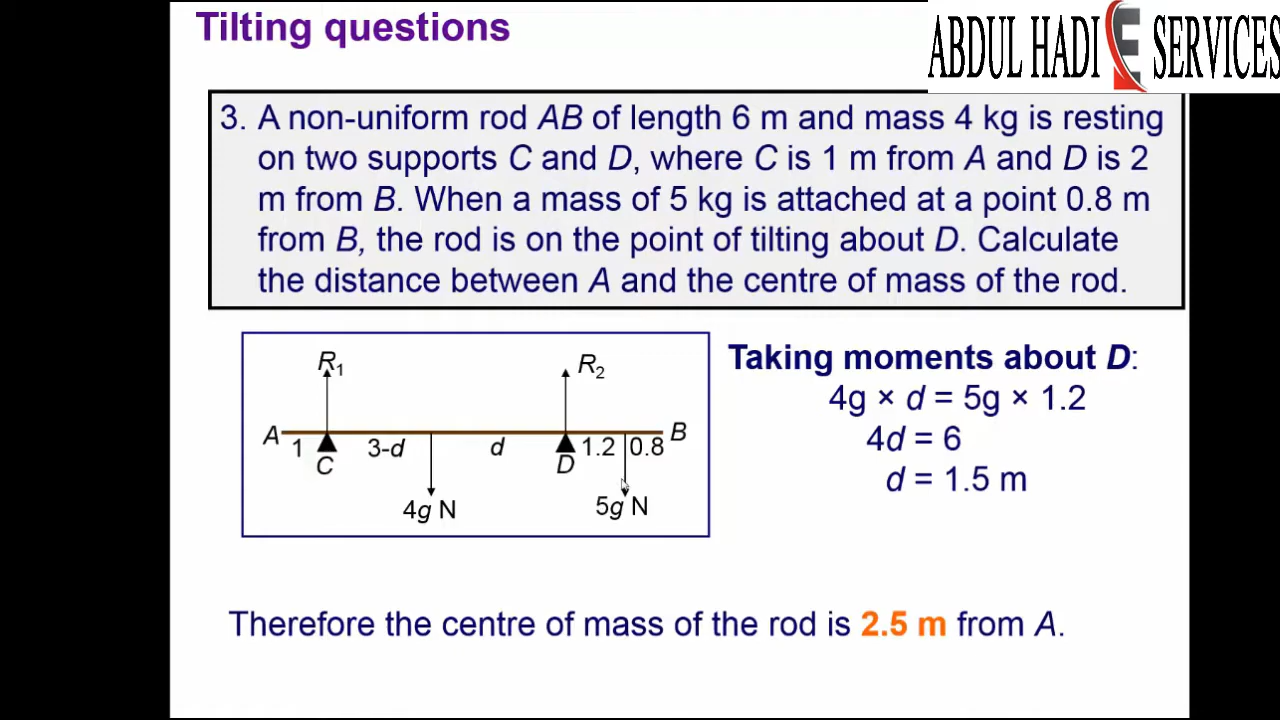 Tilting questions
ABDUL HADI E SERVICES
3. A non-uniform rod AB of length 6 m and mass 4 kg is resting
on two supports C and D, where C is 1 m from A and D is 2
m from B. When a mass of 5 kg is attached at a point 0.8 m
from B, the rod is on the point of tilting about D. Calculate
the distance between A and the centre of mass of the rod.
R₁ R₂
A 1 C 3-d d D 1.2 0.8 B
4g N 5g N
Taking moments about D:
4g × d = 5g × 1.2
4d = 6
d = 1.5 m
Therefore the centre of mass of the rod is 2.5 m from A.